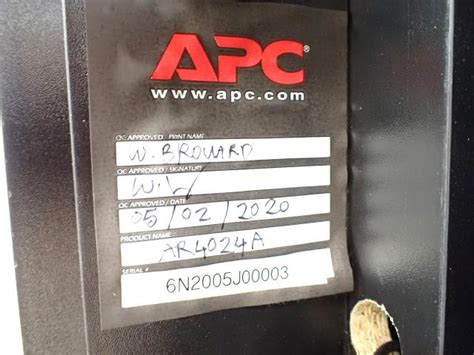 APC®
www.apc.com
QC APPROVED / PRINT NAME
W. BROWARD
QC APPROVED / SIGNATURE
W.
QC APPROVED / DATE
05/02/2020
PRODUCT NAME
AR4024A
SERIAL #
6N2005J00003